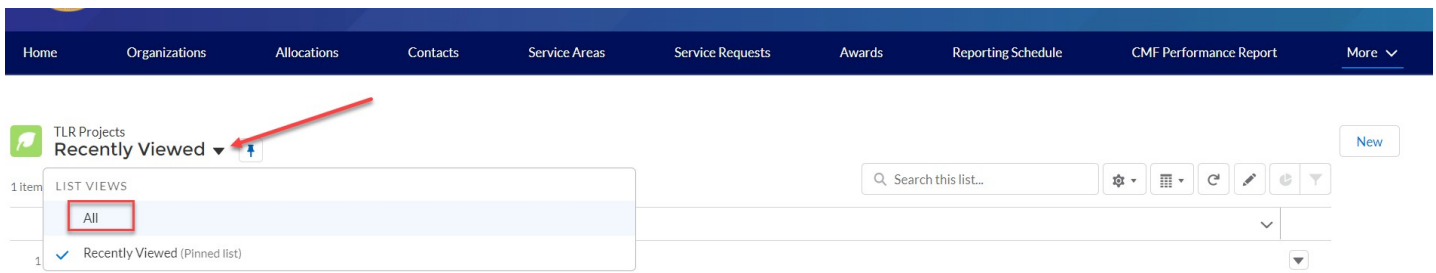 Home Organizations Allocations Contacts Service Areas Service Requests Awards Reporting Schedule CMF Performance Report More
TLR Projects
Recently Viewed
New
1 item
Search this list...
LIST VIEWS
All
1
Recently Viewed (Pinned list)